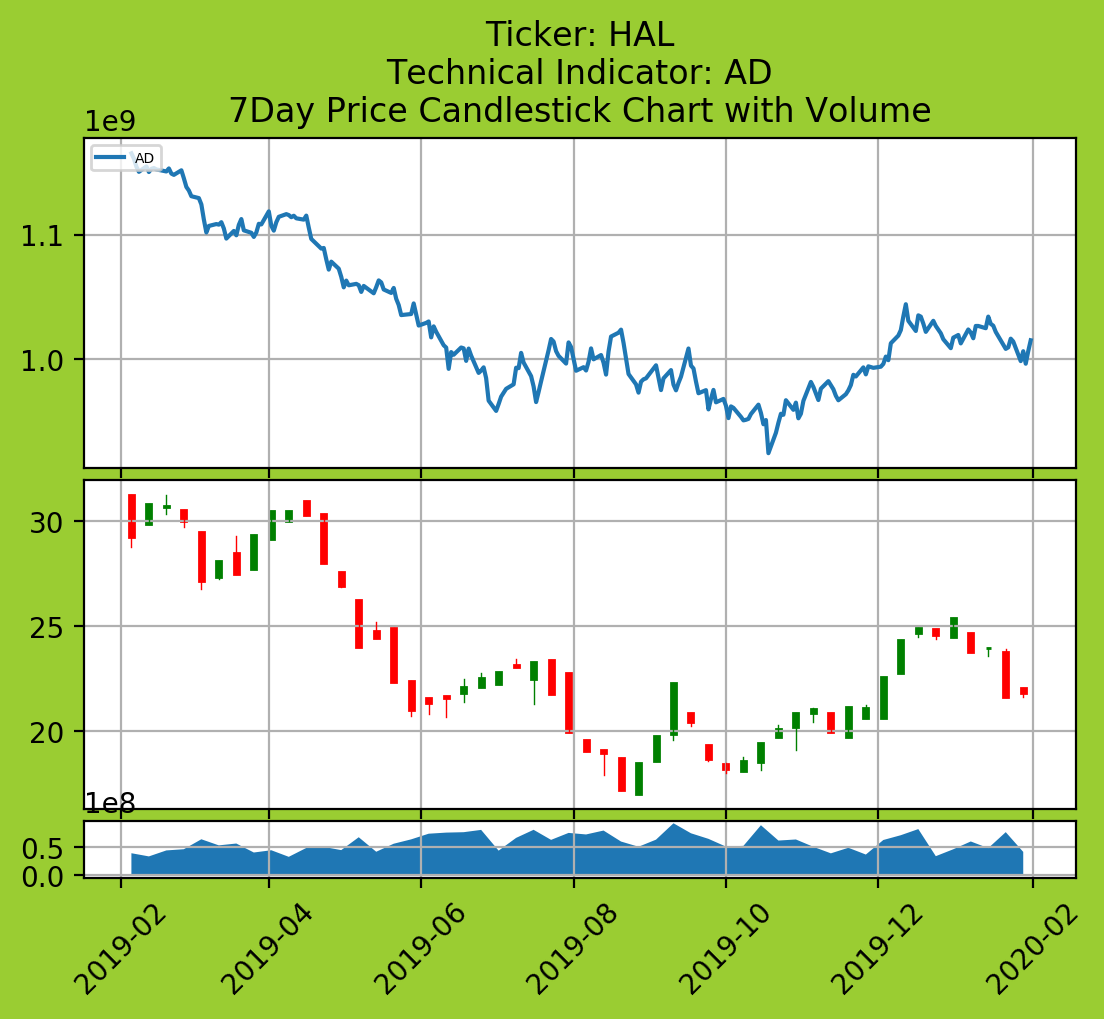 Ticker: HAL
Technical Indicator: AD
7Day Price Candlestick Chart with Volume
1e9
AD
1.1
1.0
30
25
20
1e8
0.5
0.0
2019-02
2019-04
2019-06
2019-08
2019-10
2019-12
2020-02